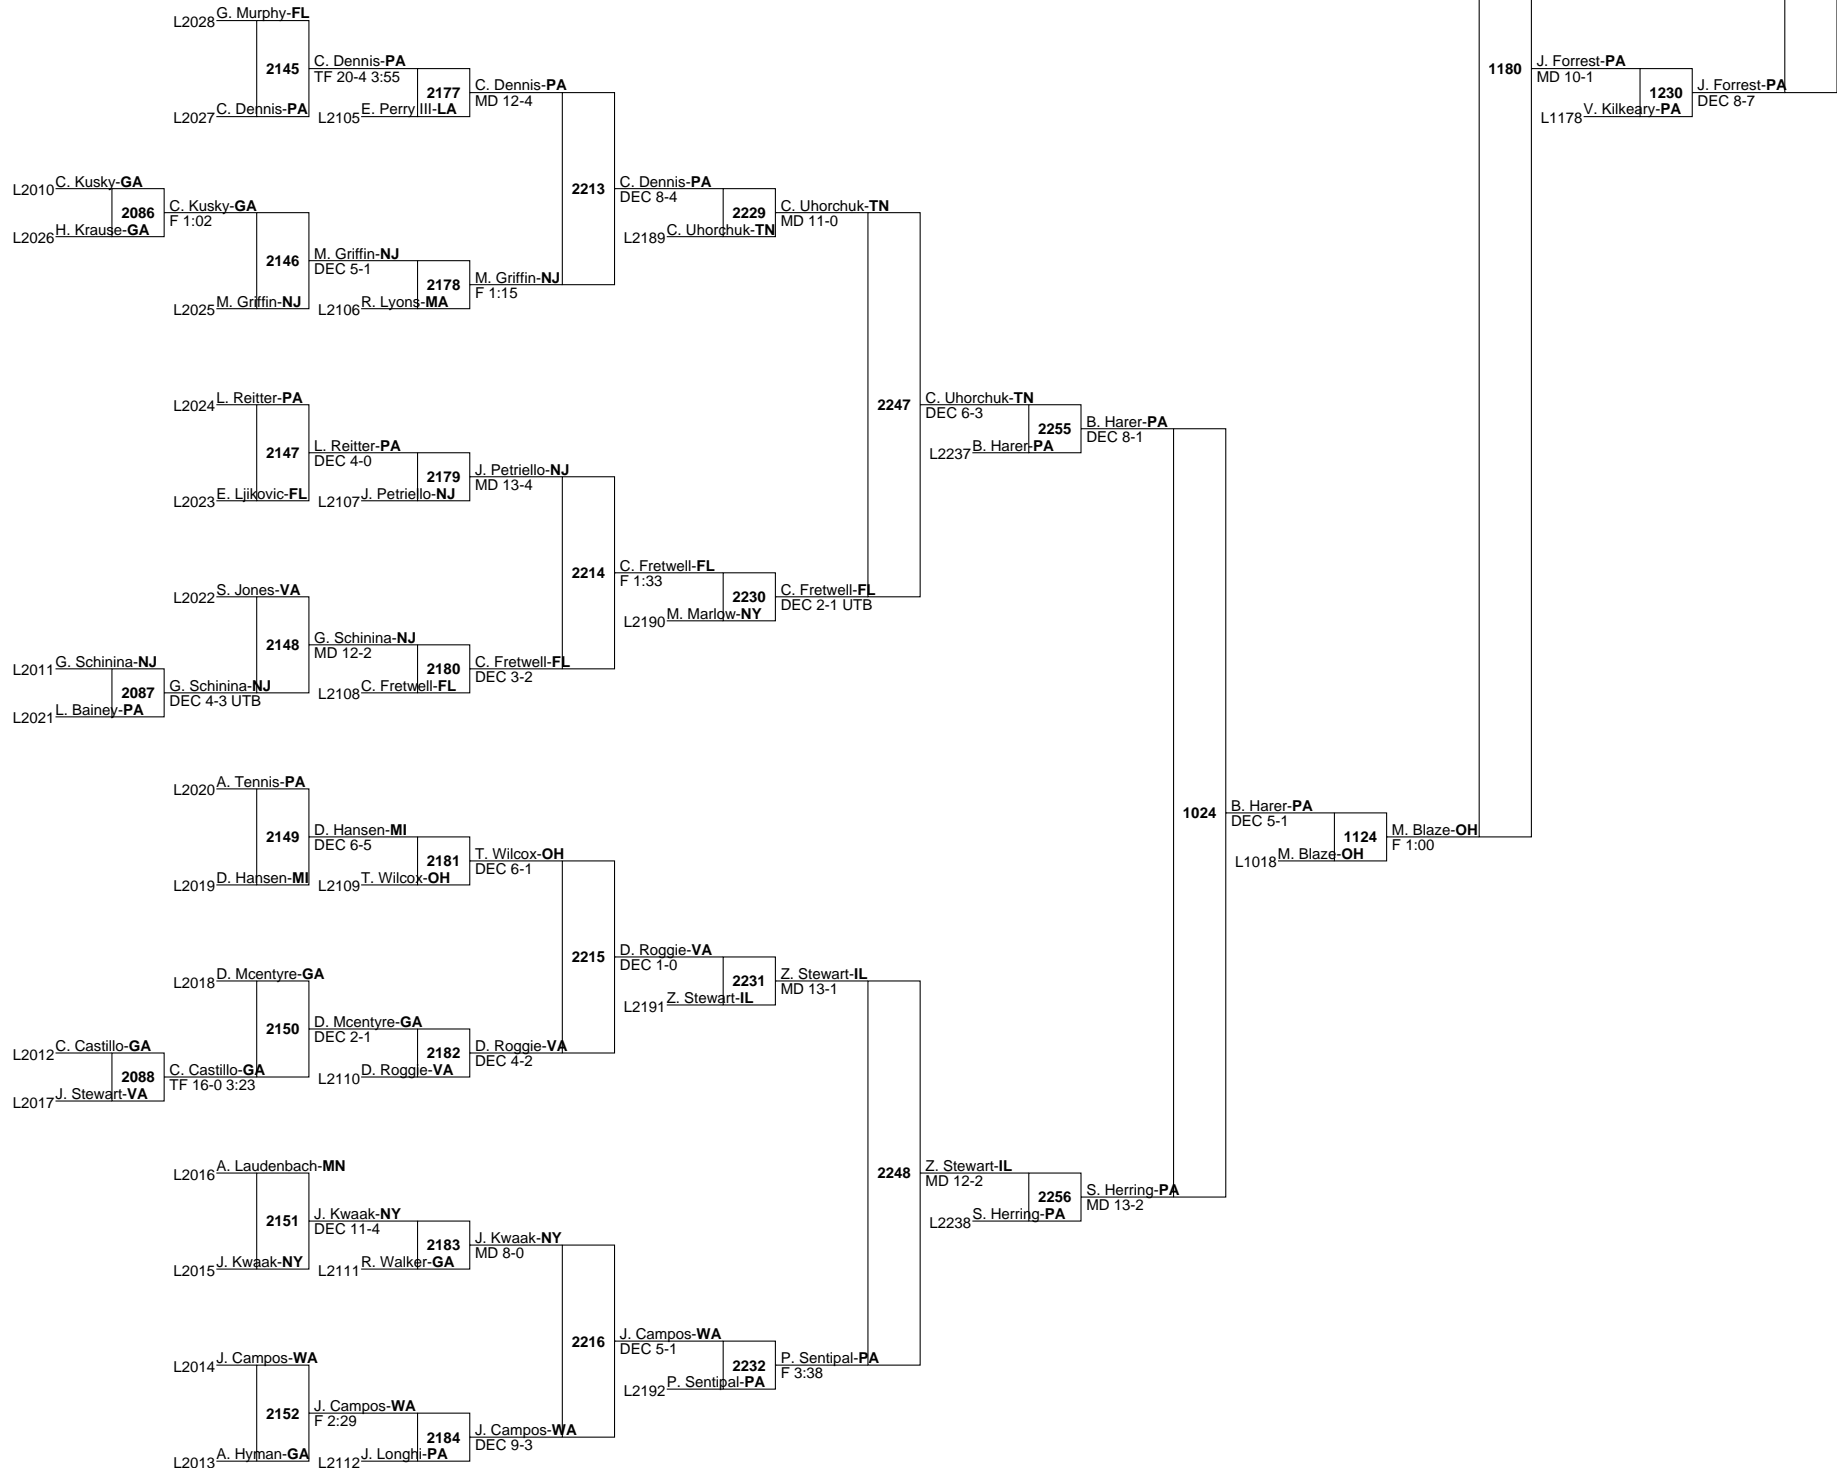 L2028 G. Murphy-FL
2145
C. Dennis-PA
TF 20-4 3:55
L2027 C. Dennis-PA
2177
L2105 E. Perry III-LA
C. Dennis-PA
MD 12-4
L2010 C. Kusky-GA
2086
L2026 H. Krause-GA
C. Kusky-GA
F 1:02
2146
L2025 M. Griffin-NJ
M. Griffin-NJ
DEC 5-1
2178
L2106 R. Lyons-MA
M. Griffin-NJ
F 1:15
2213
C. Dennis-PA
DEC 8-4
2229
L2189 C. Uhorchuk-TN
C. Uhorchuk-TN
MD 11-0
L2024 L. Reitter-PA
2147
L2023 E. Ljikovic-FL
L. Reitter-PA
DEC 4-0
2179
L2107 J. Petriello-NJ
J. Petriello-NJ
MD 13-4
L2022 S. Jones-VA
2148
L2011 G. Schinina-NJ
2087
L2021 L. Bainey-PA
G. Schinina-NJ
DEC 4-3 UTB
G. Schinina-NJ
MD 12-2
2180
L2108 C. Fretwell-FL
C. Fretwell-FL
DEC 3-2
2214
C. Fretwell-FL
F 1:33
2230
L2190 M. Marlow-NY
C. Fretwell-FL
DEC 2-1 UTB
2247
C. Uhorchuk-TN
DEC 6-3
2255
L2237 B. Harer-PA
B. Harer-PA
DEC 8-1
L2020 A. Tennis-PA
2149
L2019 D. Hansen-MI
D. Hansen-MI
DEC 6-5
2181
L2109 T. Wilcox-OH
T. Wilcox-OH
DEC 6-1
L2018 D. Mcentyre-GA
2150
L2012 C. Castillo-GA
2088
L2017 J. Stewart-VA
C. Castillo-GA
TF 16-0 3:23
D. Mcentyre-GA
DEC 2-1
2182
L2110 D. Roggie-VA
D. Roggie-VA
DEC 4-2
2215
D. Roggie-VA
DEC 1-0
2231
L2191 Z. Stewart-IL
Z. Stewart-IL
MD 13-1
L2016 A. Laudenbach-MN
2151
L2015 J. Kwaak-NY
J. Kwaak-NY
DEC 11-4
2183
L2111 R. Walker-GA
J. Kwaak-NY
MD 8-0
L2014 J. Campos-WA
2152
L2013 A. Hyman-GA
J. Campos-WA
F 2:29
2184
L2112 J. Longhi-PA
J. Campos-WA
DEC 9-3
2216
J. Campos-WA
DEC 5-1
2232
L2192 P. Sentipal-PA
P. Sentipal-PA
F 3:38
2248
Z. Stewart-IL
MD 12-2
2256
L2238 S. Herring-PA
S. Herring-PA
MD 13-2
1024
B. Harer-PA
DEC 5-1
1124
L1018 M. Blaze-OH
M. Blaze-OH
F 1:00
1180
J. Forrest-PA
MD 10-1
1230
L1178 V. Kilkeary-PA
J. Forrest-PA
DEC 8-7